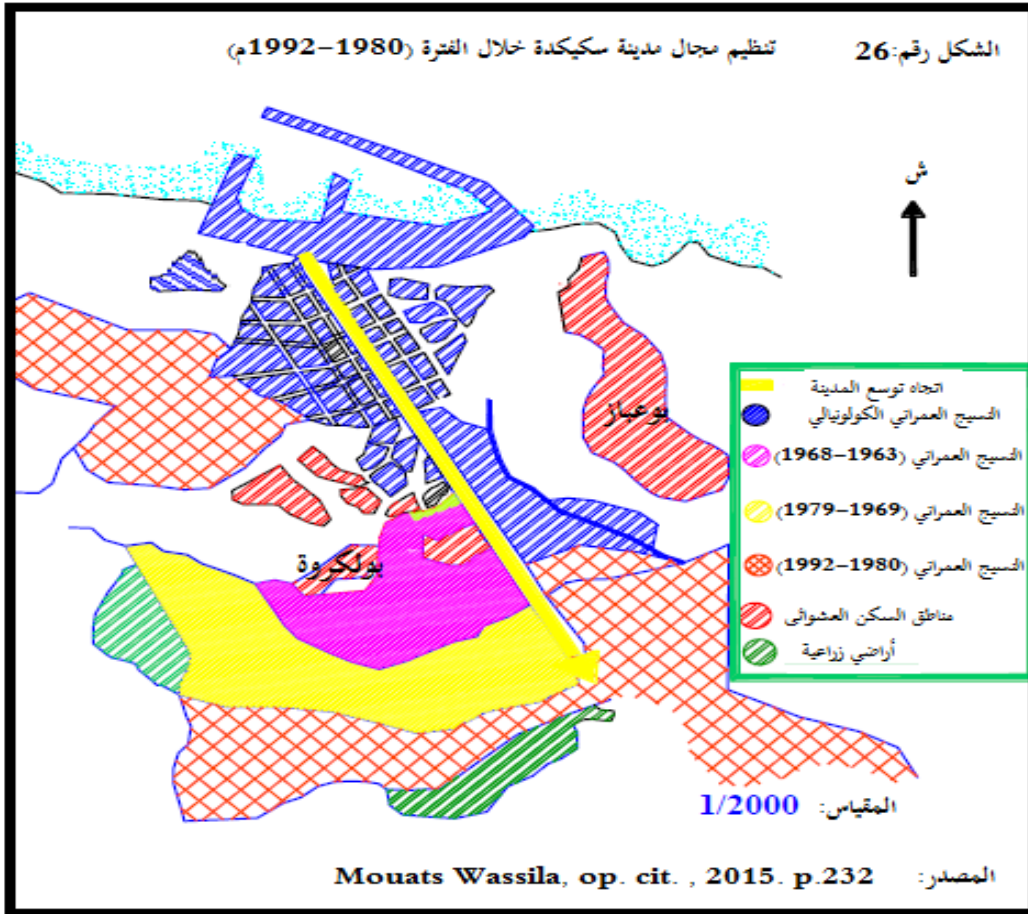 الشكل رقم:26 تنظيم مجال مدينة سكيكدة خلال الفترة (1980–1992م)
ش
اتجاه توسع المدينة
النسيج العمراني الكولونيالي
بوعباز
النسيج العمراني (1963–1968)
النسيج العمراني (1969–1979)
بولكروة
النسيج العمراني (1980–1992)
مناطق السكن العشوائى
أراضي زراعية
المقياس: 1/2000
المصدر: Mouats Wassila, op. cit. , 2015. p.232